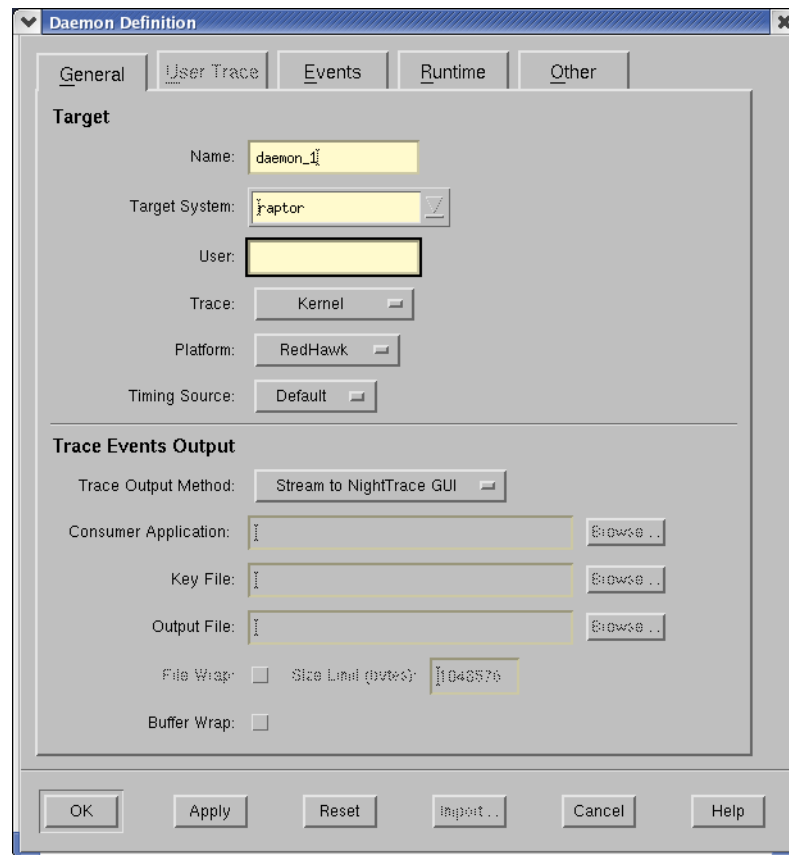 Daemon Definition
General User Trace Events Runtime Other
Target
Name: daemon_1
Target System: raptor
User:
Trace: Kernel
Platform: RedHawk
Timing Source: Default
Trace Events Output
Trace Output Method: Stream to NightTrace GUI
Consumer Application: Browse ..
Key File: Browse ..
Output File: Browse ..
File Wrap: Size Limit (bytes): 1048576
Buffer Wrap:
OK Apply Reset Import .. Cancel Help